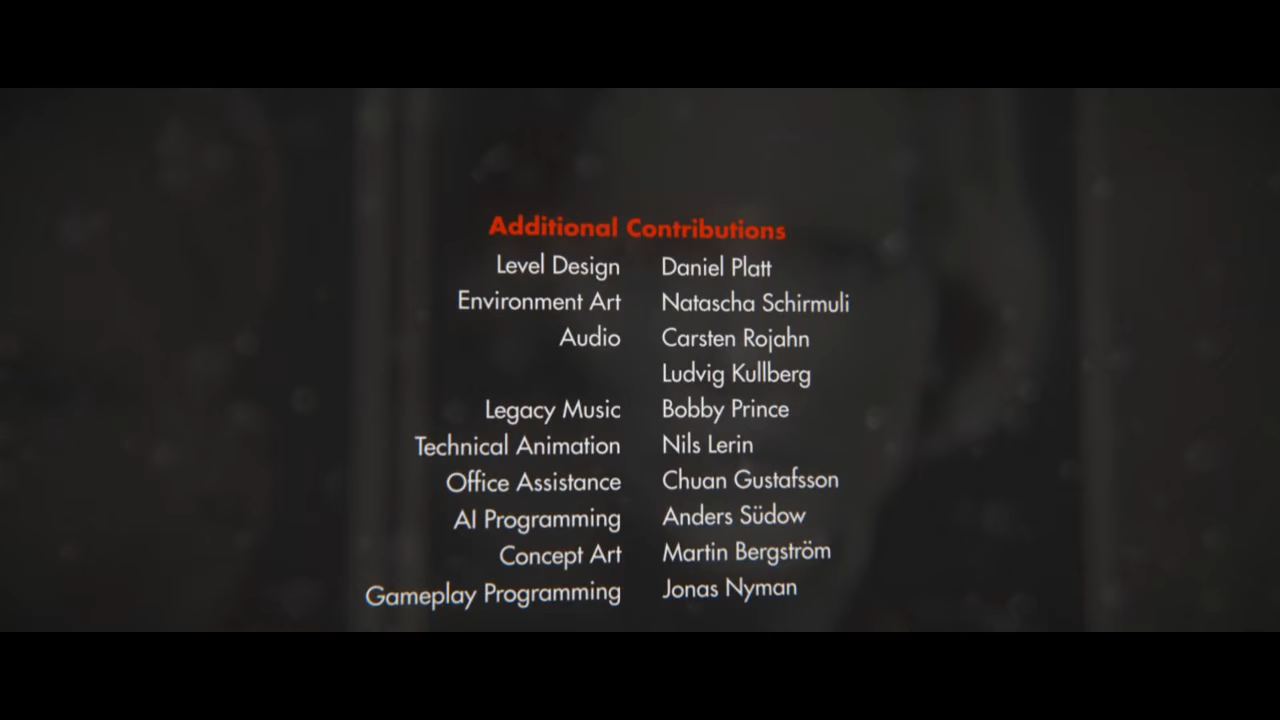 Additional Contributions
Level Design Daniel Platt
Environment Art Natascha Schirmuli
Audio Carsten Rojahn
Ludvig Kullberg
Legacy Music Bobby Prince
Technical Animation Nils Lerin
Office Assistance Chuan Gustafsson
AI Programming Anders Südow
Concept Art Martin Bergström
Gameplay Programming Jonas Nyman